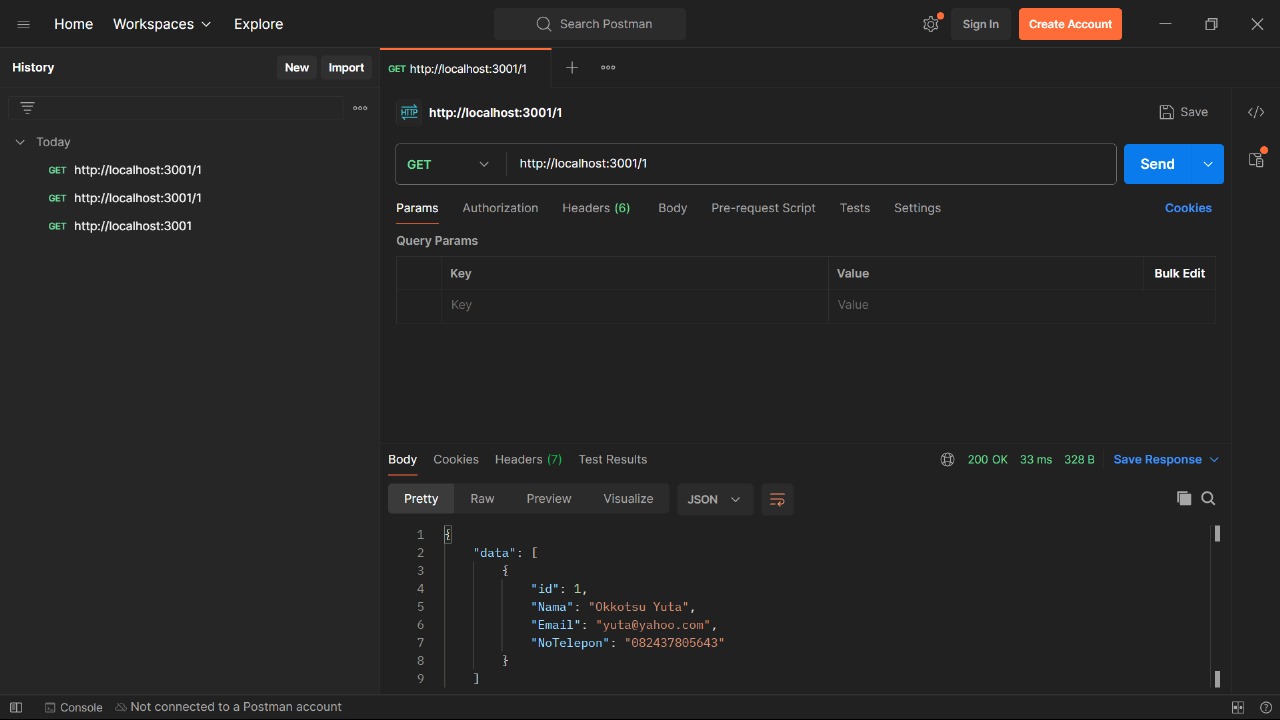 Home Workspaces Explore Search Postman Sign In Create Account
History New Import GET http://localhost:3001/1
HTTP http://localhost:3001/1 Save
Today
GET http://localhost:3001/1
GET http://localhost:3001/1
GET http://localhost:3001
GET http://localhost:3001/1 Send
Params Authorization Headers (6) Body Pre-request Script Tests Settings Cookies
Query Params
Key Value Bulk Edit
Key Value
Body Cookies Headers (7) Test Results 200 OK 33 ms 328 B Save Response
Pretty Raw Preview Visualize JSON
1 {
2 "data": [
3 {
4 "id": 1,
5 "Nama": "Okkotsu Yuta",
6 "Email": "yuta@yahoo.com",
7 "NoTelepon": "082437805643"
8 }
9 ]
Console Not connected to a Postman account